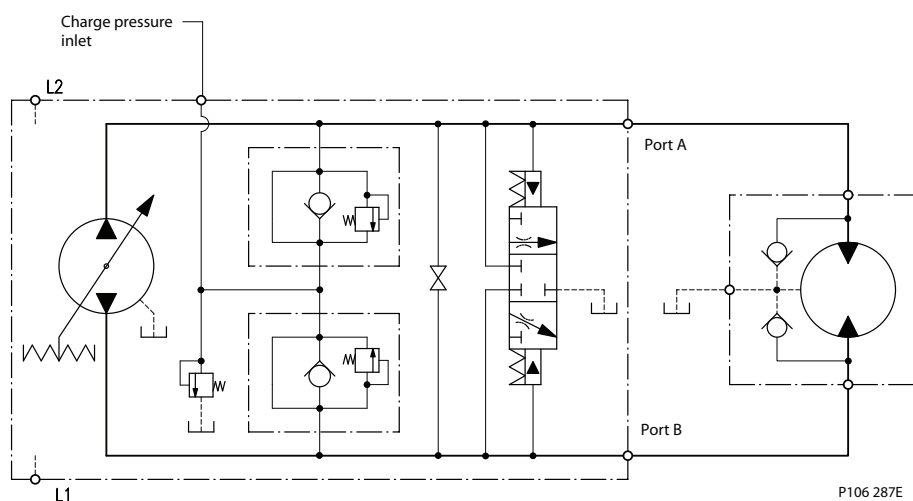 Charge pressure
inlet
L2
Port A
Port B
L1
P106 287E